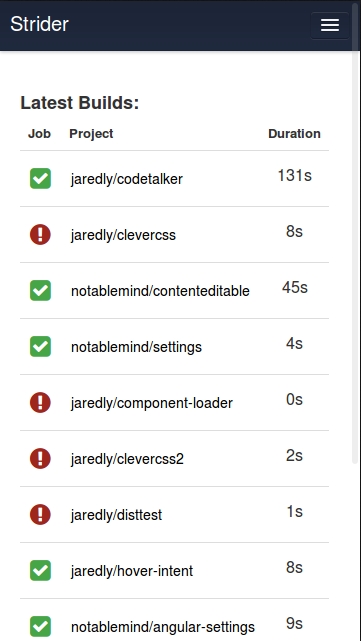 Strider
Latest Builds:
Job Project Duration
jaredly/codetalker 131s
jaredly/clevercss 8s
notablemind/contenteditable 45s
notablemind/settings 4s
jaredly/component-loader 0s
jaredly/clevercss2 2s
jaredly/disttest 1s
jaredly/hover-intent 8s
notablemind/angular-settings 9s